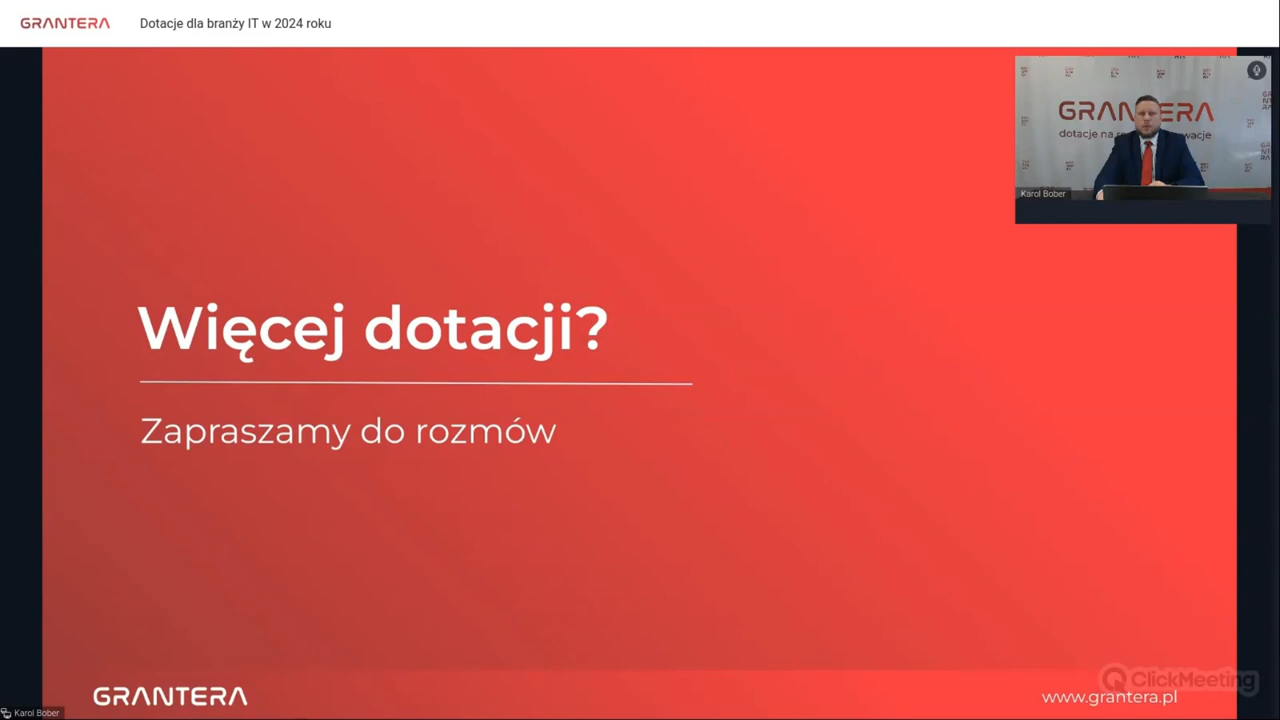 GRANTERA
Dotacje dla branży IT w 2024 roku
GRANTERA
dotacje na
Karol Bober
Więcej dotacji?
Zapraszamy do rozmów
GRANTERA
www.grantera.pl
ClickMeeting
Karol Bober